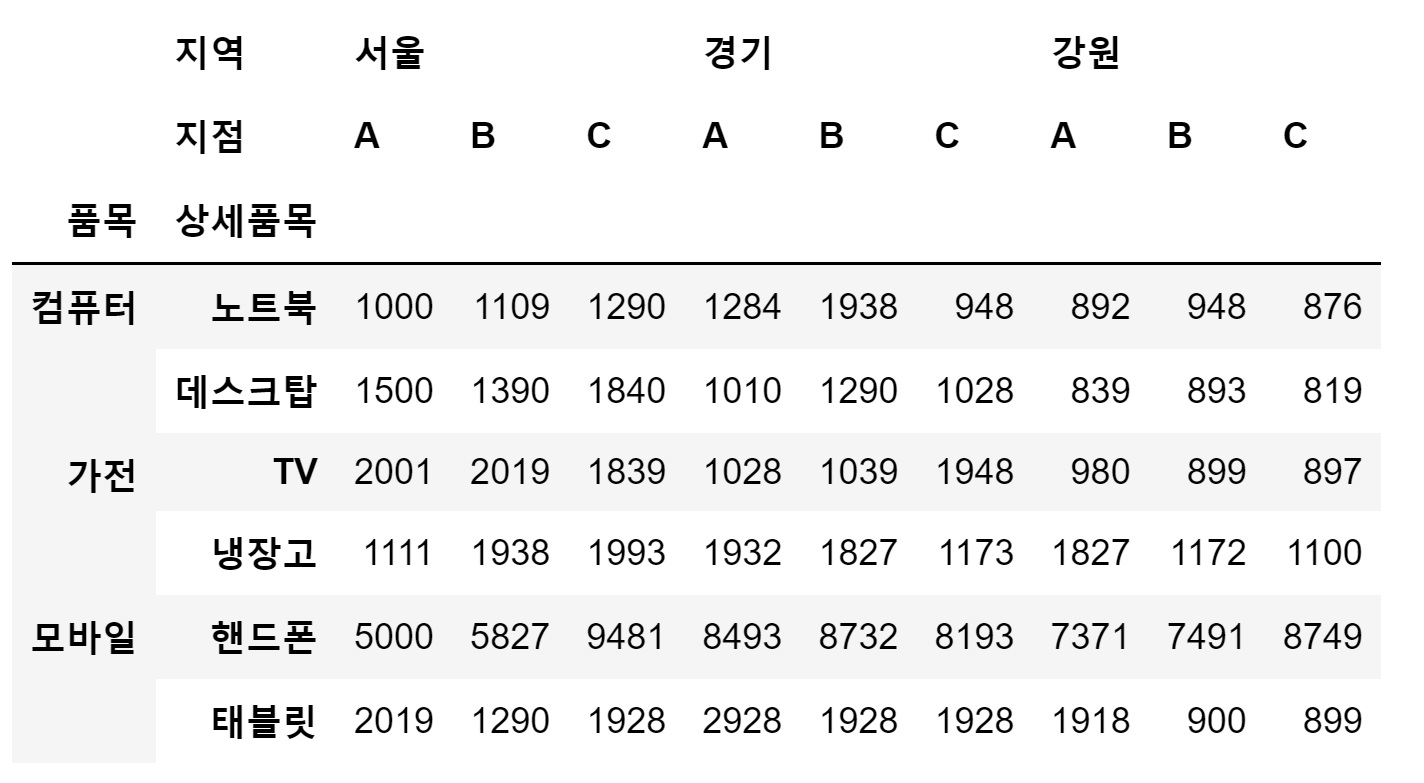 지역 서울 경기 강원
지점 A B C A B C A B C
품목 상세품목
컴퓨터 노트북 1000 1109 1290 1284 1938 948 892 948 876
데스크탑 1500 1390 1840 1010 1290 1028 839 893 819
가전 TV 2001 2019 1839 1028 1039 1948 980 899 897
냉장고 1111 1938 1993 1932 1827 1173 1827 1172 1100
모바일 핸드폰 5000 5827 9481 8493 8732 8193 7371 7491 8749
태블릿 2019 1290 1928 2928 1928 1928 1918 900 899